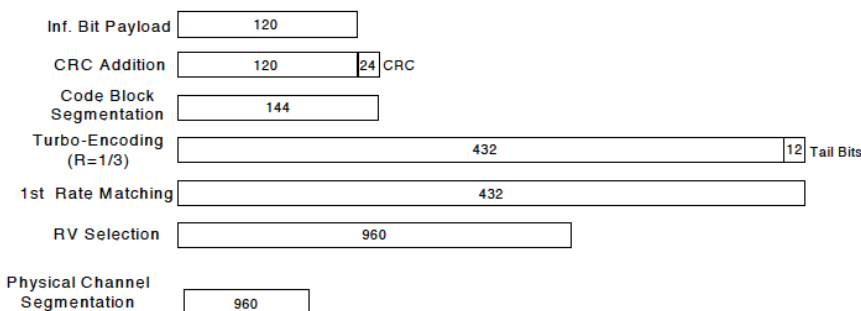 Inf. Bit Payload 120
CRC Addition 120 24 CRC
Code Block
Segmentation 144
Turbo-Encoding
(R=1/3) 432 12 Tail Bits
1st Rate Matching 432
RV Selection 960
Physical Channel
Segmentation 960